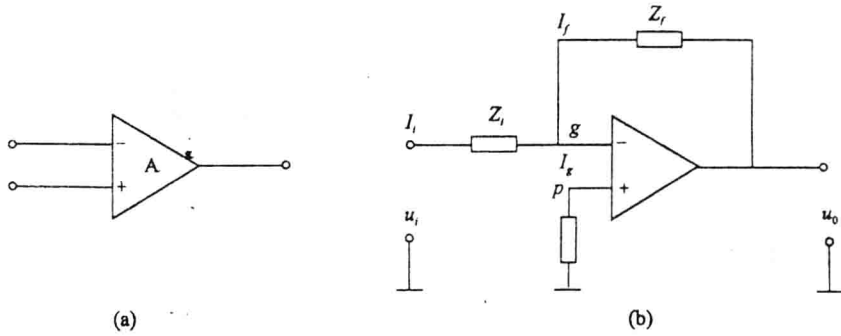 I_f Z_f
I_i Z_i g −
A − +
I_g
p +
u_i u_0
(a) (b)